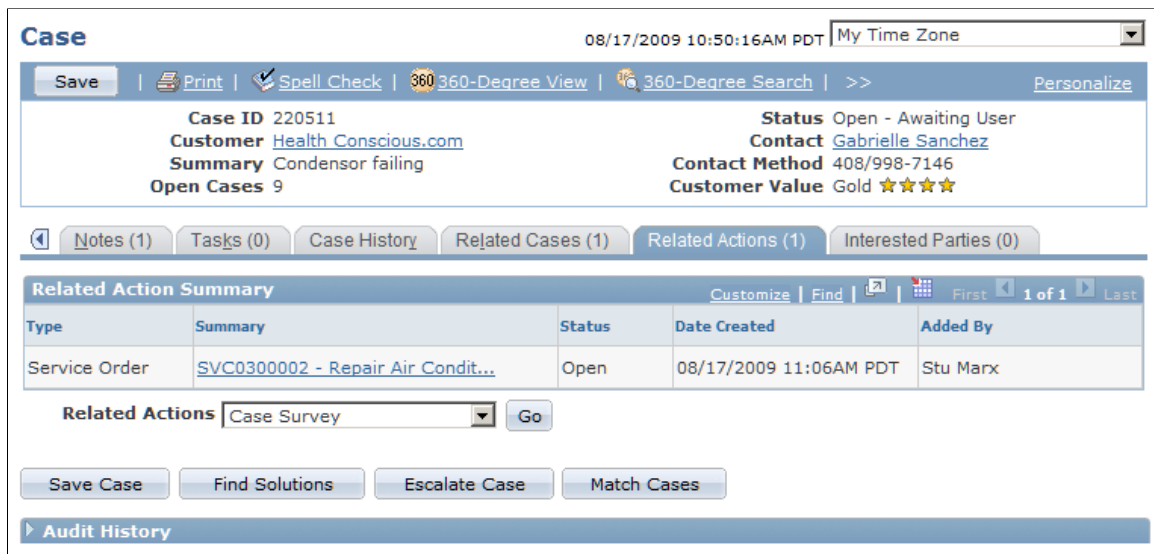 Case
08/17/2009 10:50:16AM PDT My Time Zone
Save | Print | Spell Check | 360 360-Degree View | 360-Degree Search | >> Personalize
Case ID 220511 Status Open - Awaiting User
Customer Health Conscious.com Contact Gabrielle Sanchez
Summary Condensor failing Contact Method 408/998-7146
Open Cases 9 Customer Value Gold
Notes (1) Tasks (0) Case History Related Cases (1) Related Actions (1) Interested Parties (0)
Related Action Summary Customize | Find | | First 1 of 1 Last
Type Summary Status Date Created Added By
Service Order SVC0300002 - Repair Air Condit... Open 08/17/2009 11:06AM PDT Stu Marx
Related Actions Case Survey Go
Save Case Find Solutions Escalate Case Match Cases
Audit History